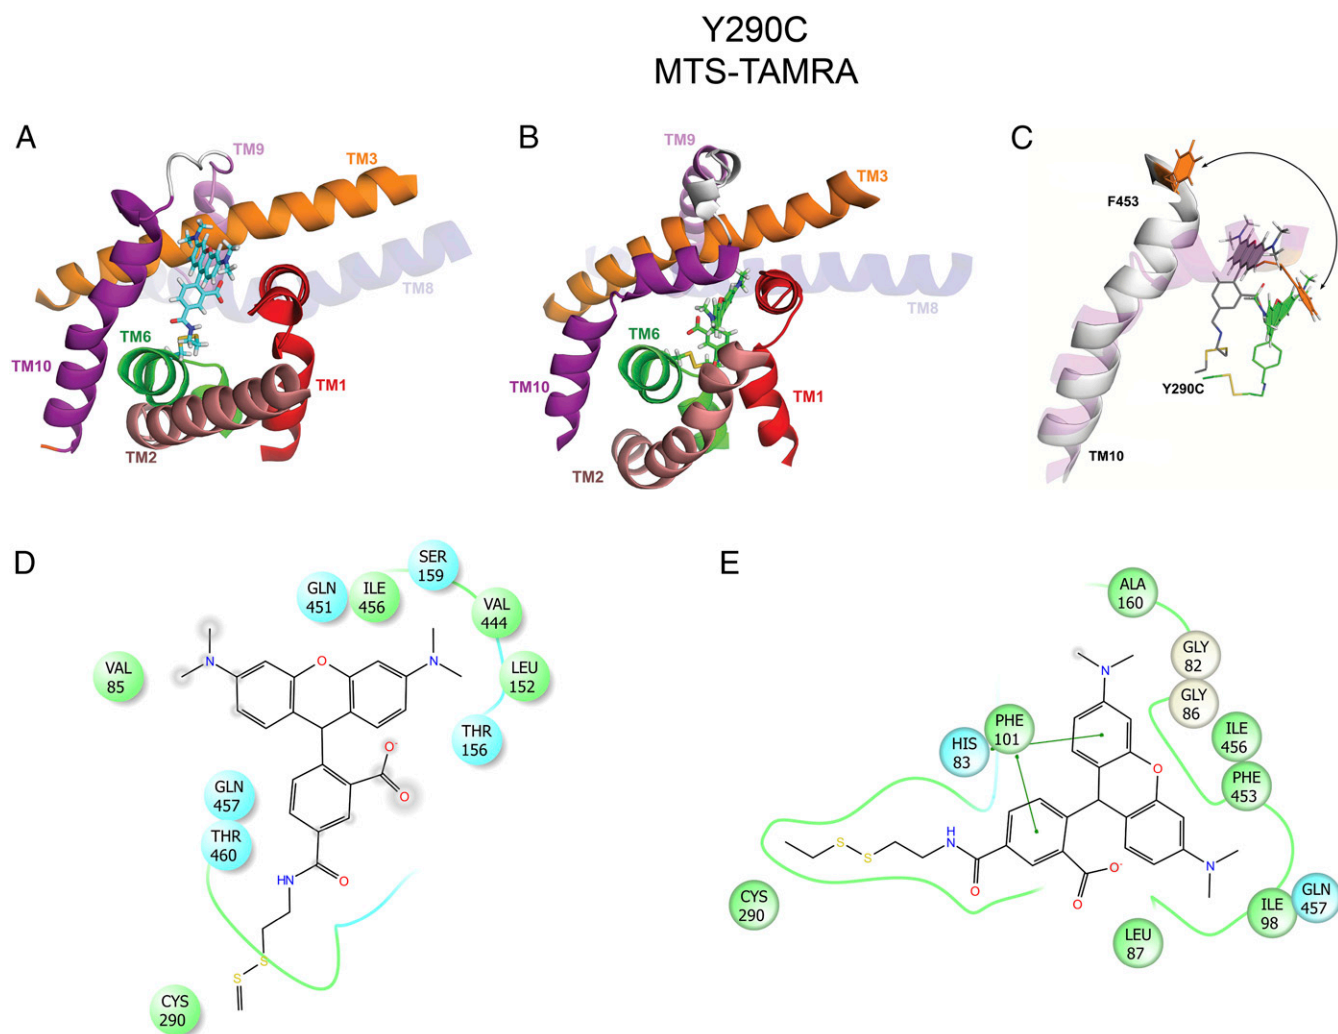 Y290C
MTS-TAMRA
A
TM9
TM3
TM8
TM6
TM10
TM1
TM2
B
TM9
TM3
TM8
TM6
TM10
TM1
TM2
C
F453
Y290C
TM10
D
SER
159
GLN
451
ILE
456
VAL
444
VAL
85
LEU
152
THR
156
GLN
457
THR
460
CYS
290
N
O
N
O-
O
HN
O
S
S
E
ALA
160
GLY
82
GLY
86
PHE
101
HIS
83
ILE
456
PHE
453
CYS
290
LEU
87
ILE
98
GLN
457
N
O
H
N
S
S
O
O-
O
N